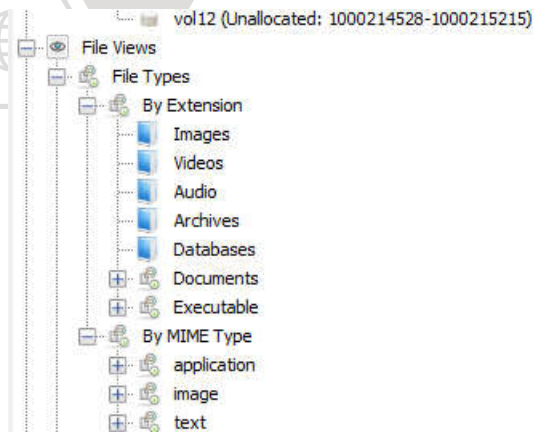 vol12 (Unallocated: 1000214528-1000215215)
File Views
File Types
By Extension
Images
Videos
Audio
Archives
Databases
Documents
Executable
By MIME Type
application
image
text